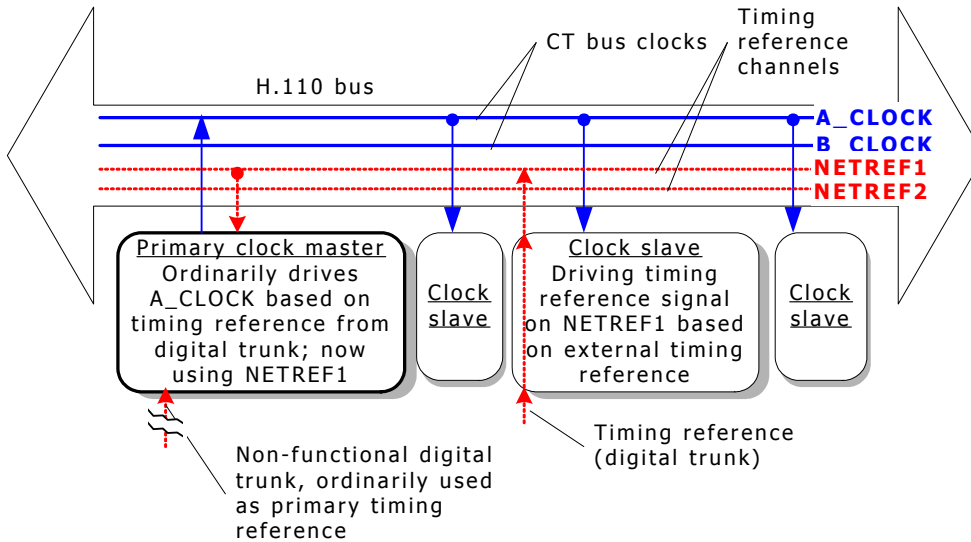 CT bus clocks
Timing
reference
channels
H.110 bus
A_CLOCK
B_CLOCK
NETREF1
NETREF2
Primary clock master
Ordinarily drives
A_CLOCK based on
timing reference from
digital trunk; now
using NETREF1
Clock
slave
Clock slave
Driving timing
reference signal
on NETREF1 based
on external timing
reference
Clock
slave
Non-functional digital
trunk, ordinarily used
as primary timing
reference
Timing reference
(digital trunk)